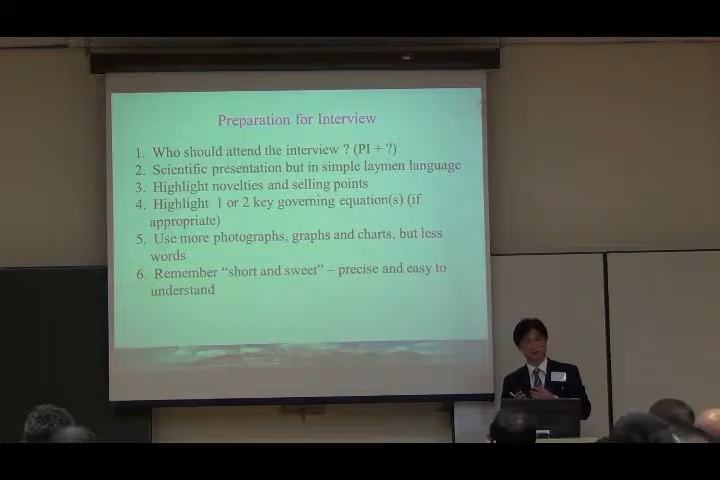 Preparation for Interview
1. Who should attend the interview ? (PI + ?)
2. Scientific presentation but in simple laymen language
3. Highlight novelties and selling points
4. Highlight 1 or 2 key governing equation(s) (if
appropriate)
5. Use more photographs, graphs and charts, but less
words
6. Remember “short and sweet” – precise and easy to
understand